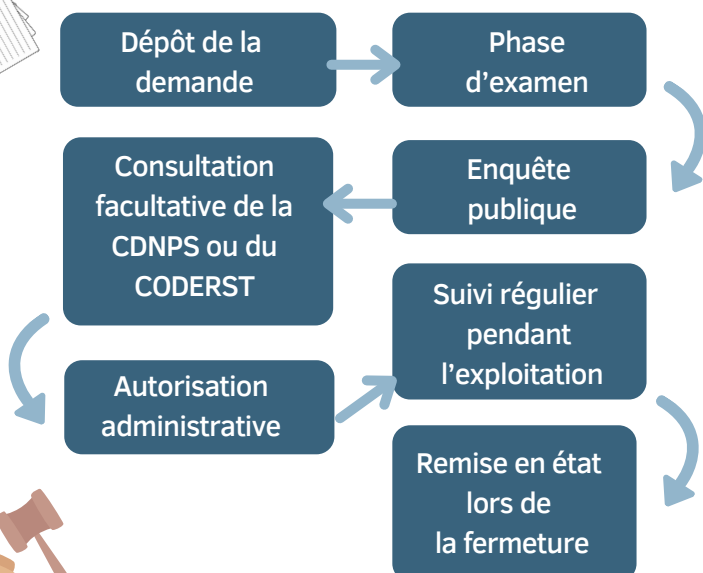 Dépôt de la
demande
Phase
d'examen
Enquête
publique
Consultation
facultative de la
CDNPS ou du
CODERST
Autorisation
administrative
Suivi régulier
pendant
l'exploitation
Remise en état
lors de
la fermeture